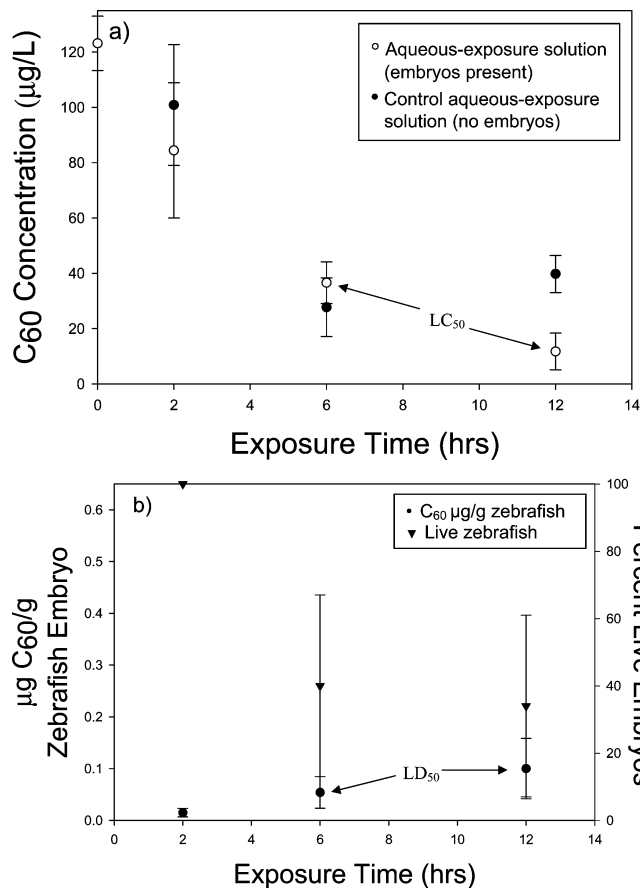 a)
Aqueous-exposure solution
(embryos present)
Control aqueous-exposure
solution (no embryos)
C60 Concentration (µg/L)
120
100
80
60
40
20
0
LC50
0 2 4 6 8 10 12 14
Exposure Time (hrs)
b)
C60 µg/g zebrafish
Live zebrafish
µg C60/g
Zebrafish Embryo
0.6
0.5
0.4
0.3
0.2
0.1
0.0
LD50
100
80
60
40
20
0
Percent Live Embryos
0 2 4 6 8 10 12 14
Exposure Time (hrs)